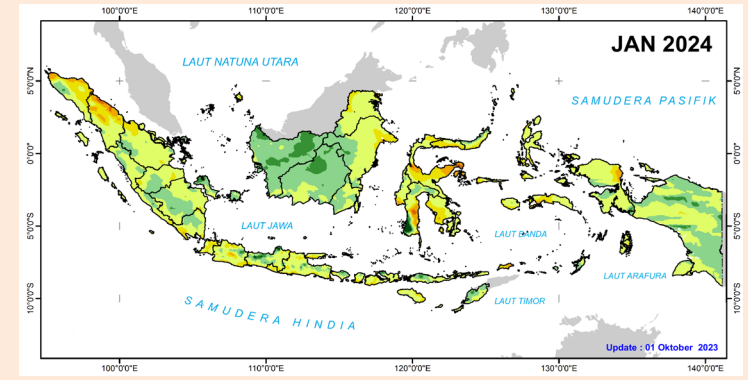 100°0'0"E 110°0'0"E 120°0'0"E 130°0'0"E 140°0'0"E
JAN 2024
LAUT NATUNA UTARA
5°0'0"N 5°0'0"N
SAMUDERA PASIFIK
0°0'0" 0°0'0"
LAUT JAWA
LAUT BANDA
5°0'0"S 5°0'0"S
LAUT ARAFURA
SAMUDERA HINDIA
LAUT TIMOR
10°0'0"S 10°0'0"S
Update : 01 Oktober 2023
100°0'0"E 110°0'0"E 120°0'0"E 130°0'0"E 140°0'0"E